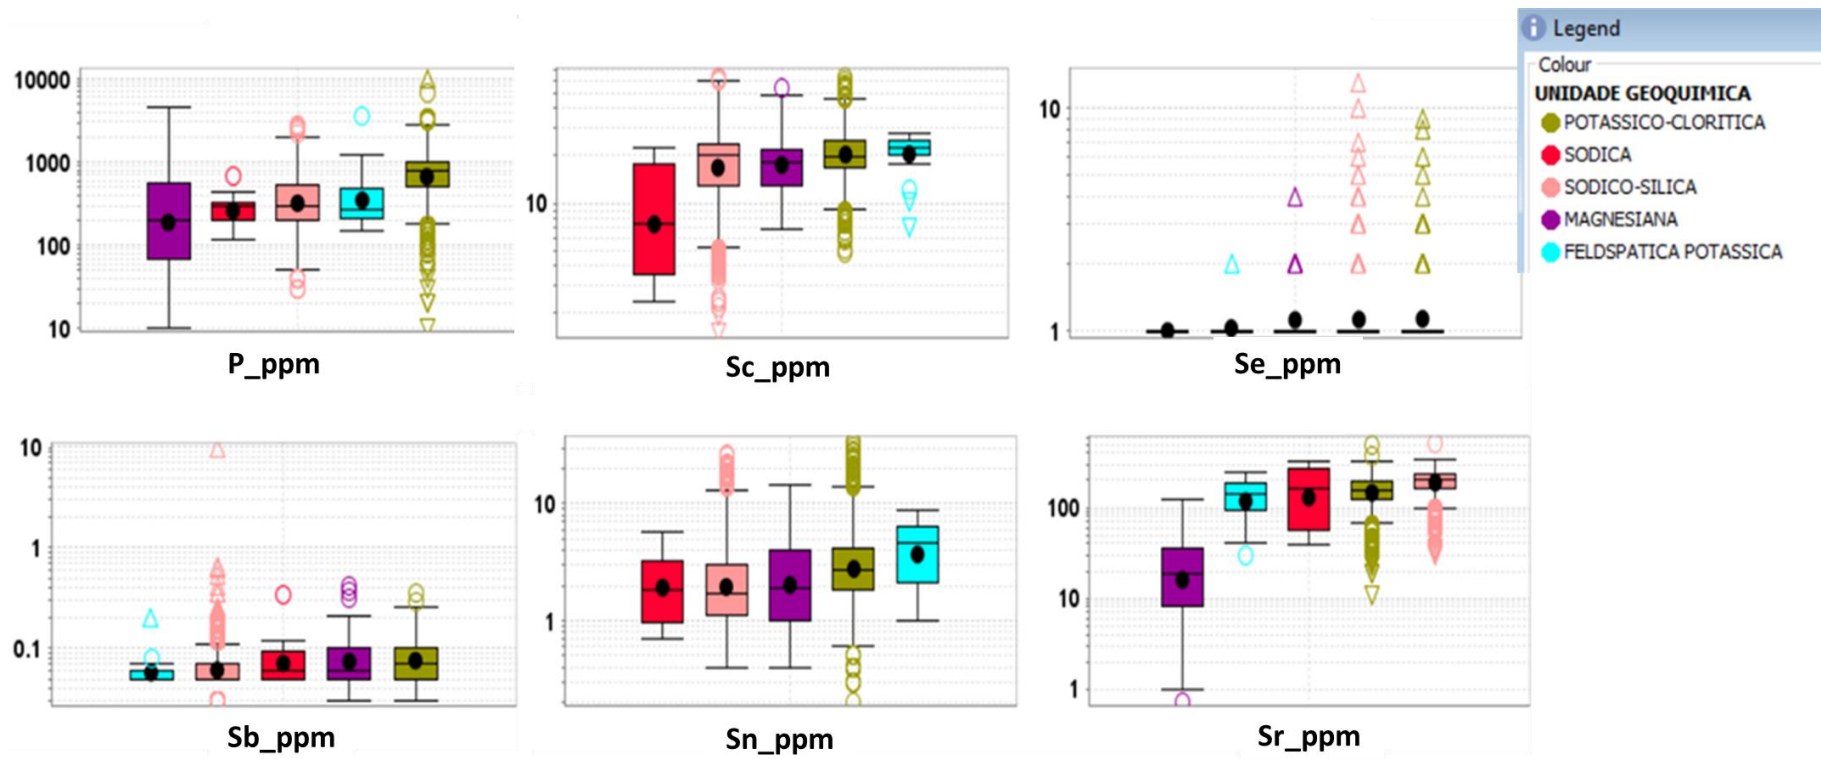 10000
1000
100
10
P_ppm
10
Sc_ppm
10
1
Se_ppm
Legend
Colour
UNIDADE GEOQUIMICA
POTASSICO-CLORITICA
SODICA
SODICO-SILICA
MAGNESIANA
FELDSPATICA POTASSICA
10
1
0.1
Sb_ppm
10
1
Sn_ppm
100
10
1
Sr_ppm